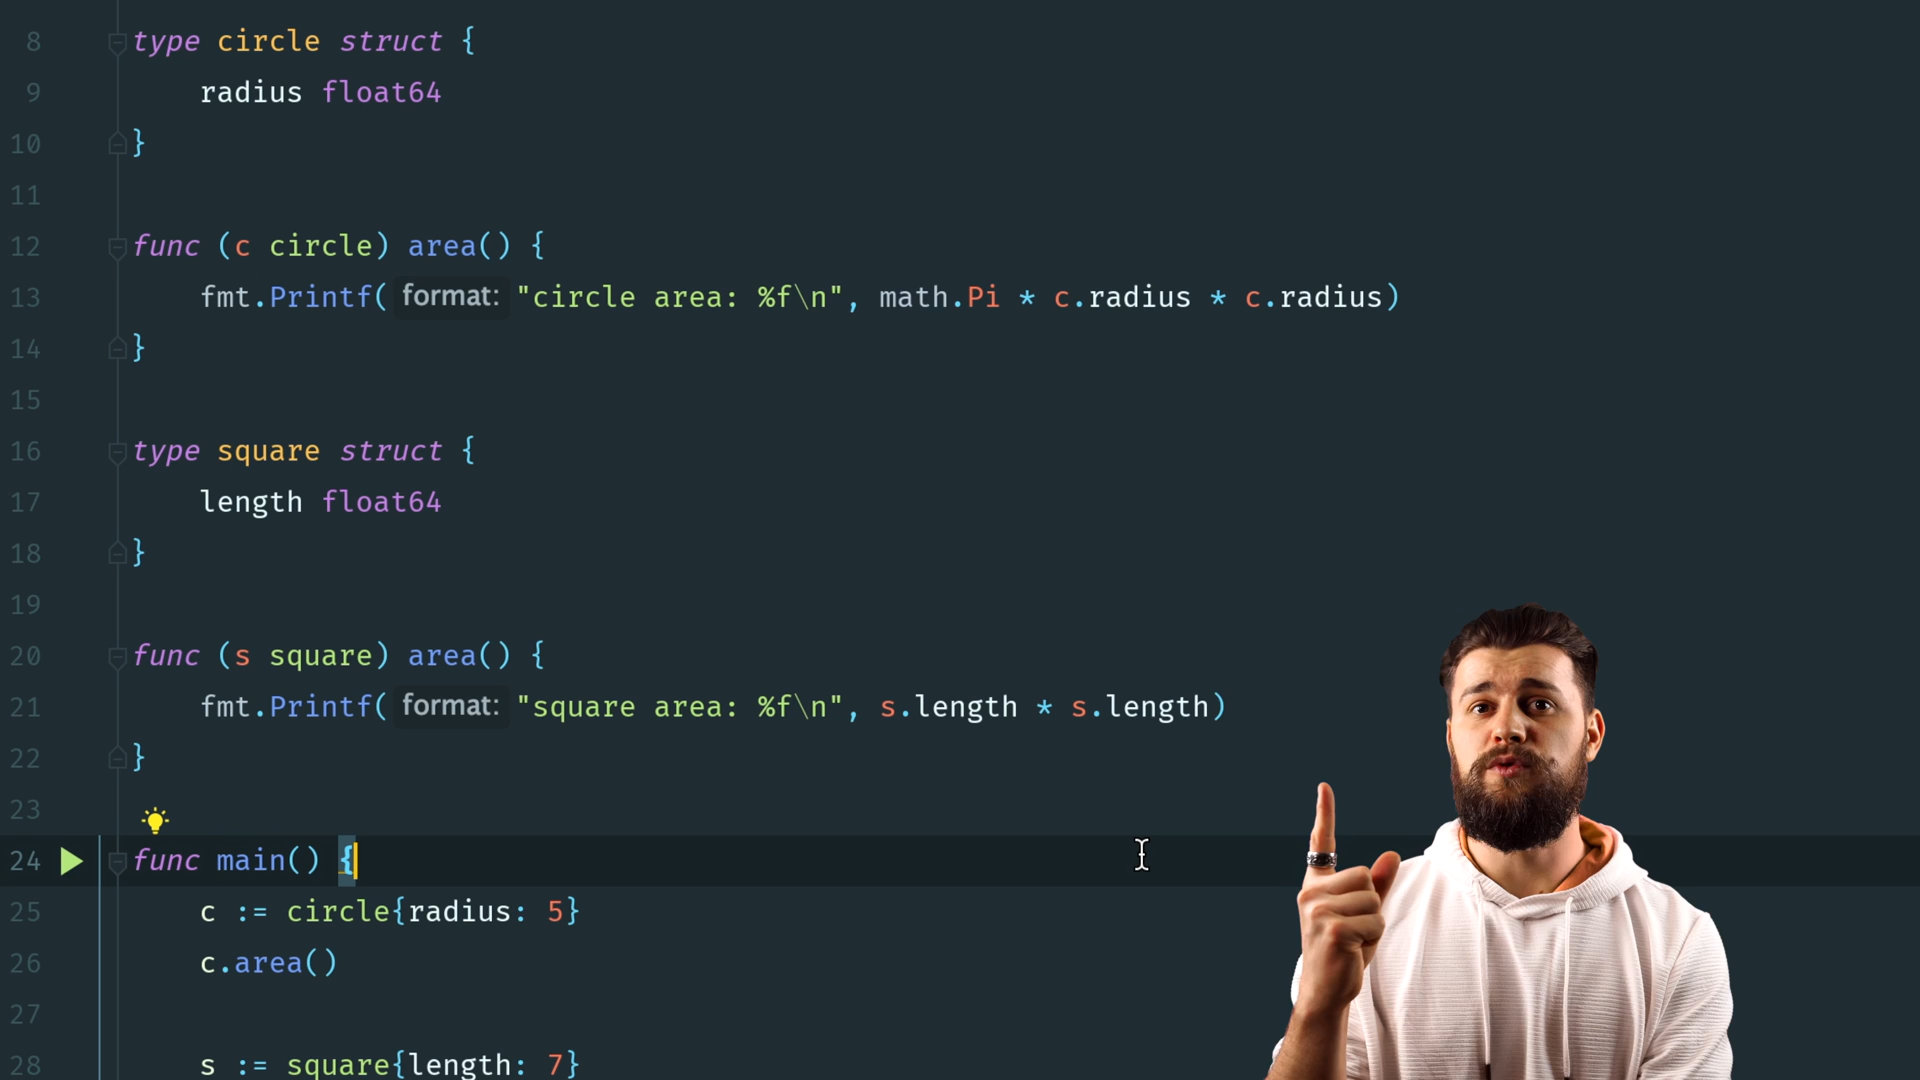 8 type circle struct {
9 radius float64
10 }
11
12 func (c circle) area() {
13 fmt.Printf( format: "circle area: %f\n", math.Pi * c.radius * c.radius)
14 }
15
16 type square struct {
17 length float64
18 }
19
20 func (s square) area() {
21 fmt.Printf( format: "square area: %f\n", s.length * s.length)
22 }
23
24 func main() {
25 c := circle{radius: 5}
26 c.area()
27
28 s := square{length: 7}